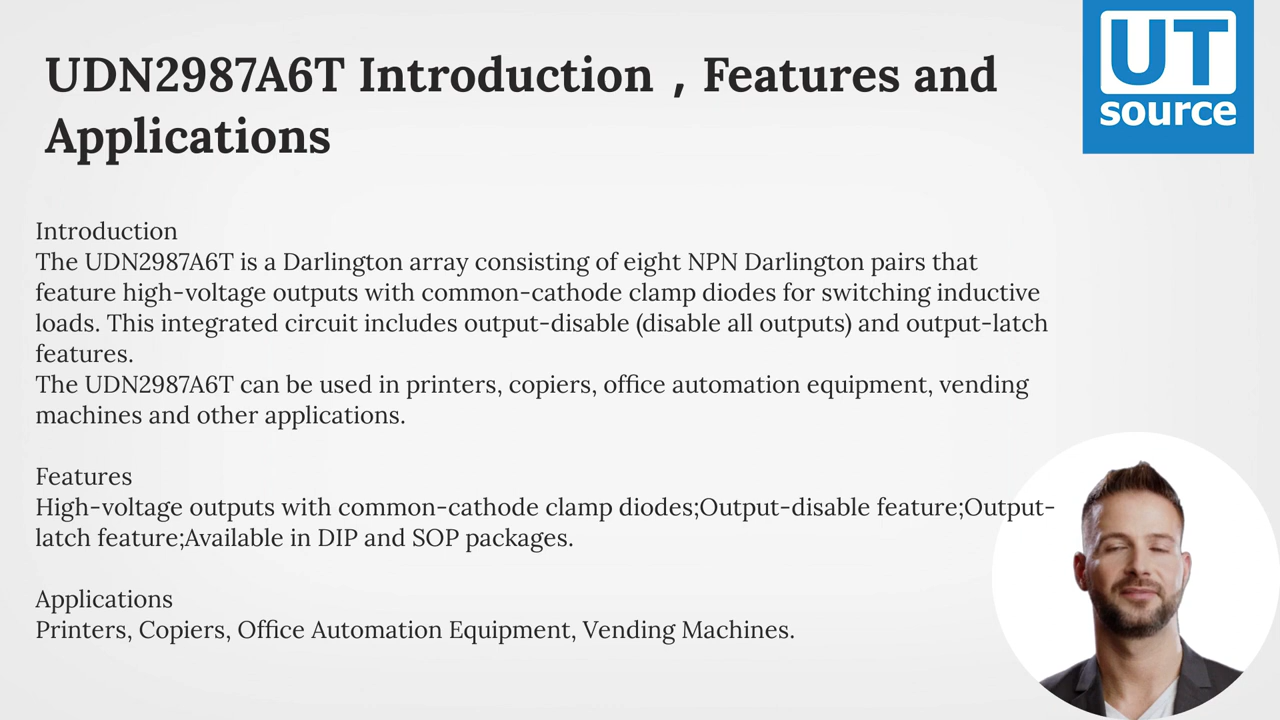 UDN2987A6T Introduction，Features and
Applications
UT
source
Introduction
The UDN2987A6T is a Darlington array consisting of eight NPN Darlington pairs that
feature high-voltage outputs with common-cathode clamp diodes for switching inductive
loads. This integrated circuit includes output-disable (disable all outputs) and output-latch
features.
The UDN2987A6T can be used in printers, copiers, office automation equipment, vending
machines and other applications.
Features
High-voltage outputs with common-cathode clamp diodes;Output-disable feature;Output-
latch feature;Available in DIP and SOP packages.
Applications
Printers, Copiers, Office Automation Equipment, Vending Machines.